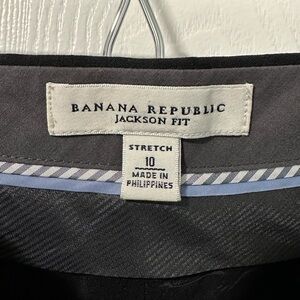 BANANA REPUBLIC
JACKSON FIT
STRETCH
10
MADE IN
PHILIPPINES